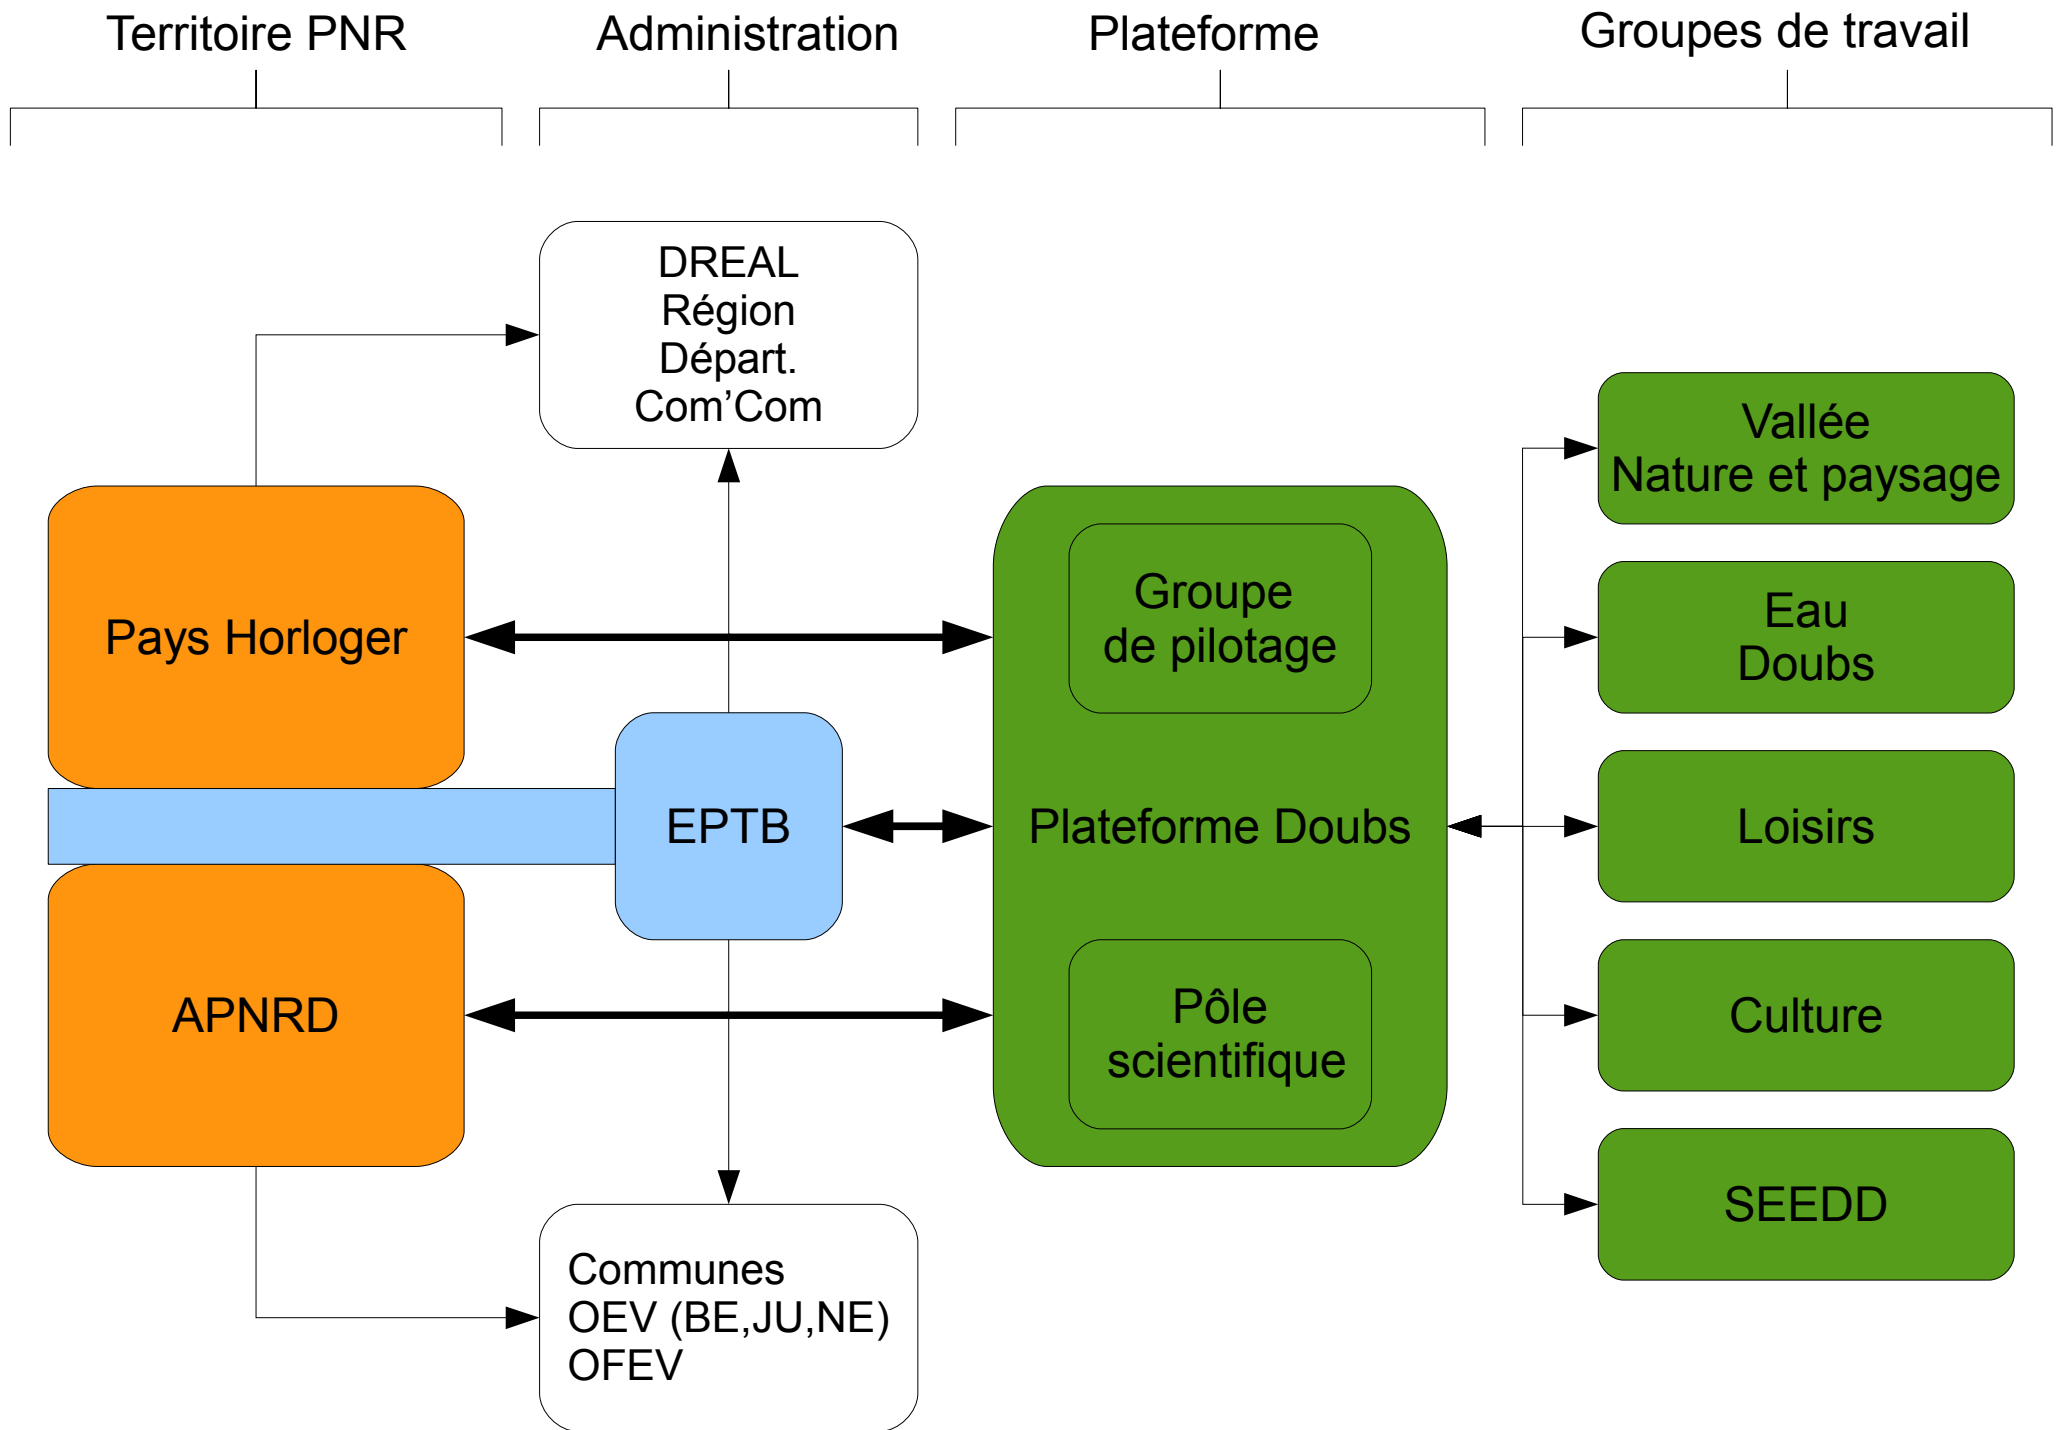 Territoire PNR
Administration
Plateforme
Groupes de travail
DREAL
Région
Départ.
Com’Com
Pays Horloger
EPTB
APNRD
Communes
OEV (BE,JU,NE)
OFEV
Groupe
de pilotage
Plateforme Doubs
Pôle
scientifique
Vallée
Nature et paysage
Eau
Doubs
Loisirs
Culture
SEEDD